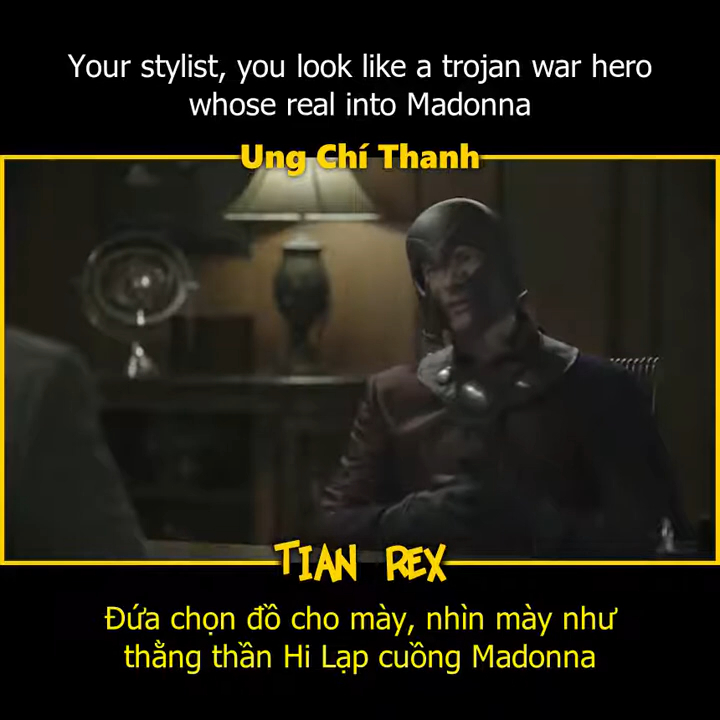 Your stylist, you look like a trojan war hero
whose real into Madonna
Ung Chí Thanh
TIAN REX
Đứa chọn đồ cho mày, nhìn mày như
thằng thần Hi Lạp cuồng Madonna